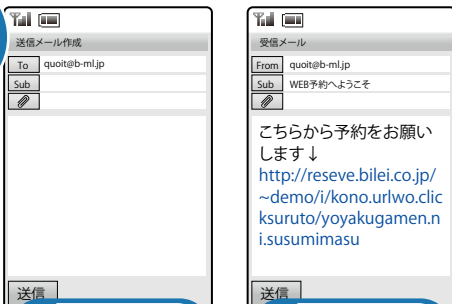 送信メール作成
To quoit@b-ml.jp
Sub
送信
受信メール
From quoit@b-ml.jp
Sub WEB予約へようこそ
こちらから予約をお願い
します↓
http://reseve.bilei.co.jp/
~demo/i/kono.urlwo.clic
ksuruto/yoyakugamen.n
i.susumimasu
送信